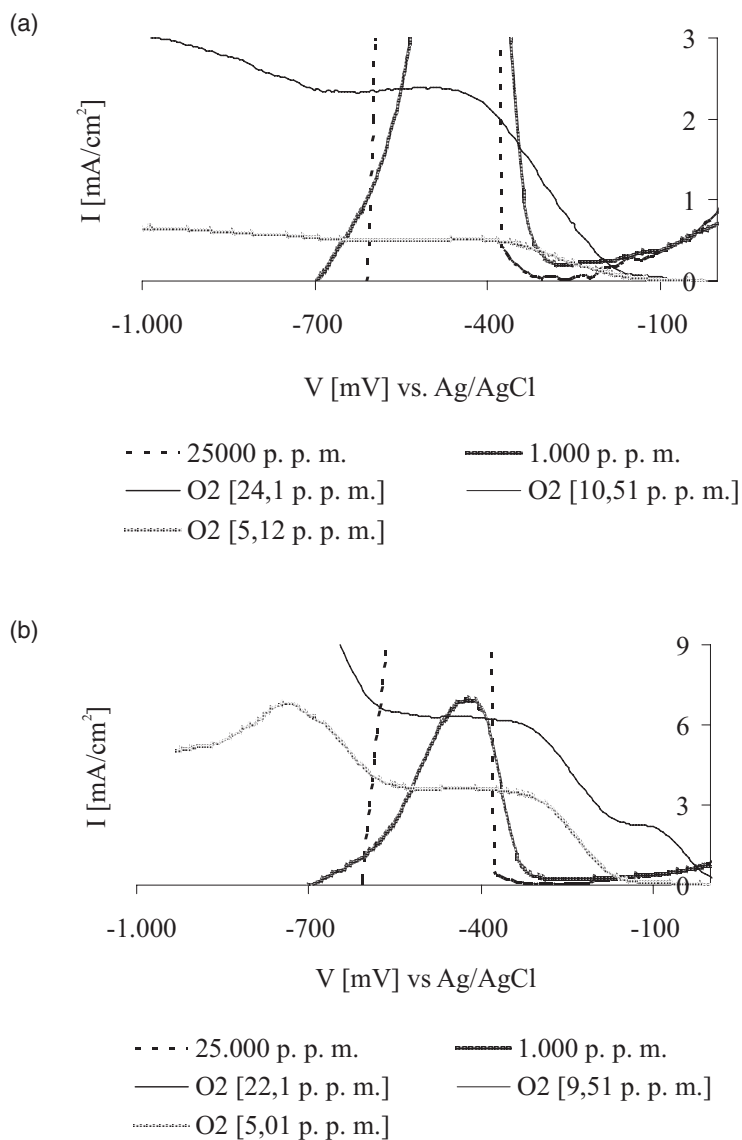 (a)
3
2
1
0
I [mA/cm²]
-1.000 -700 -400 -100
V [mV] vs. Ag/AgCl
25000 p. p. m. 1.000 p. p. m.
O2 [24,1 p. p. m.] O2 [10,51 p. p. m.]
O2 [5,12 p. p. m.]
(b)
9
6
3
0
I [mA/cm²]
-1.000 -700 -400 -100
V [mV] vs Ag/AgCl
25.000 p. p. m. 1.000 p. p. m.
O2 [22,1 p. p. m.] O2 [9,51 p. p. m.]
O2 [5,01 p. p. m.]